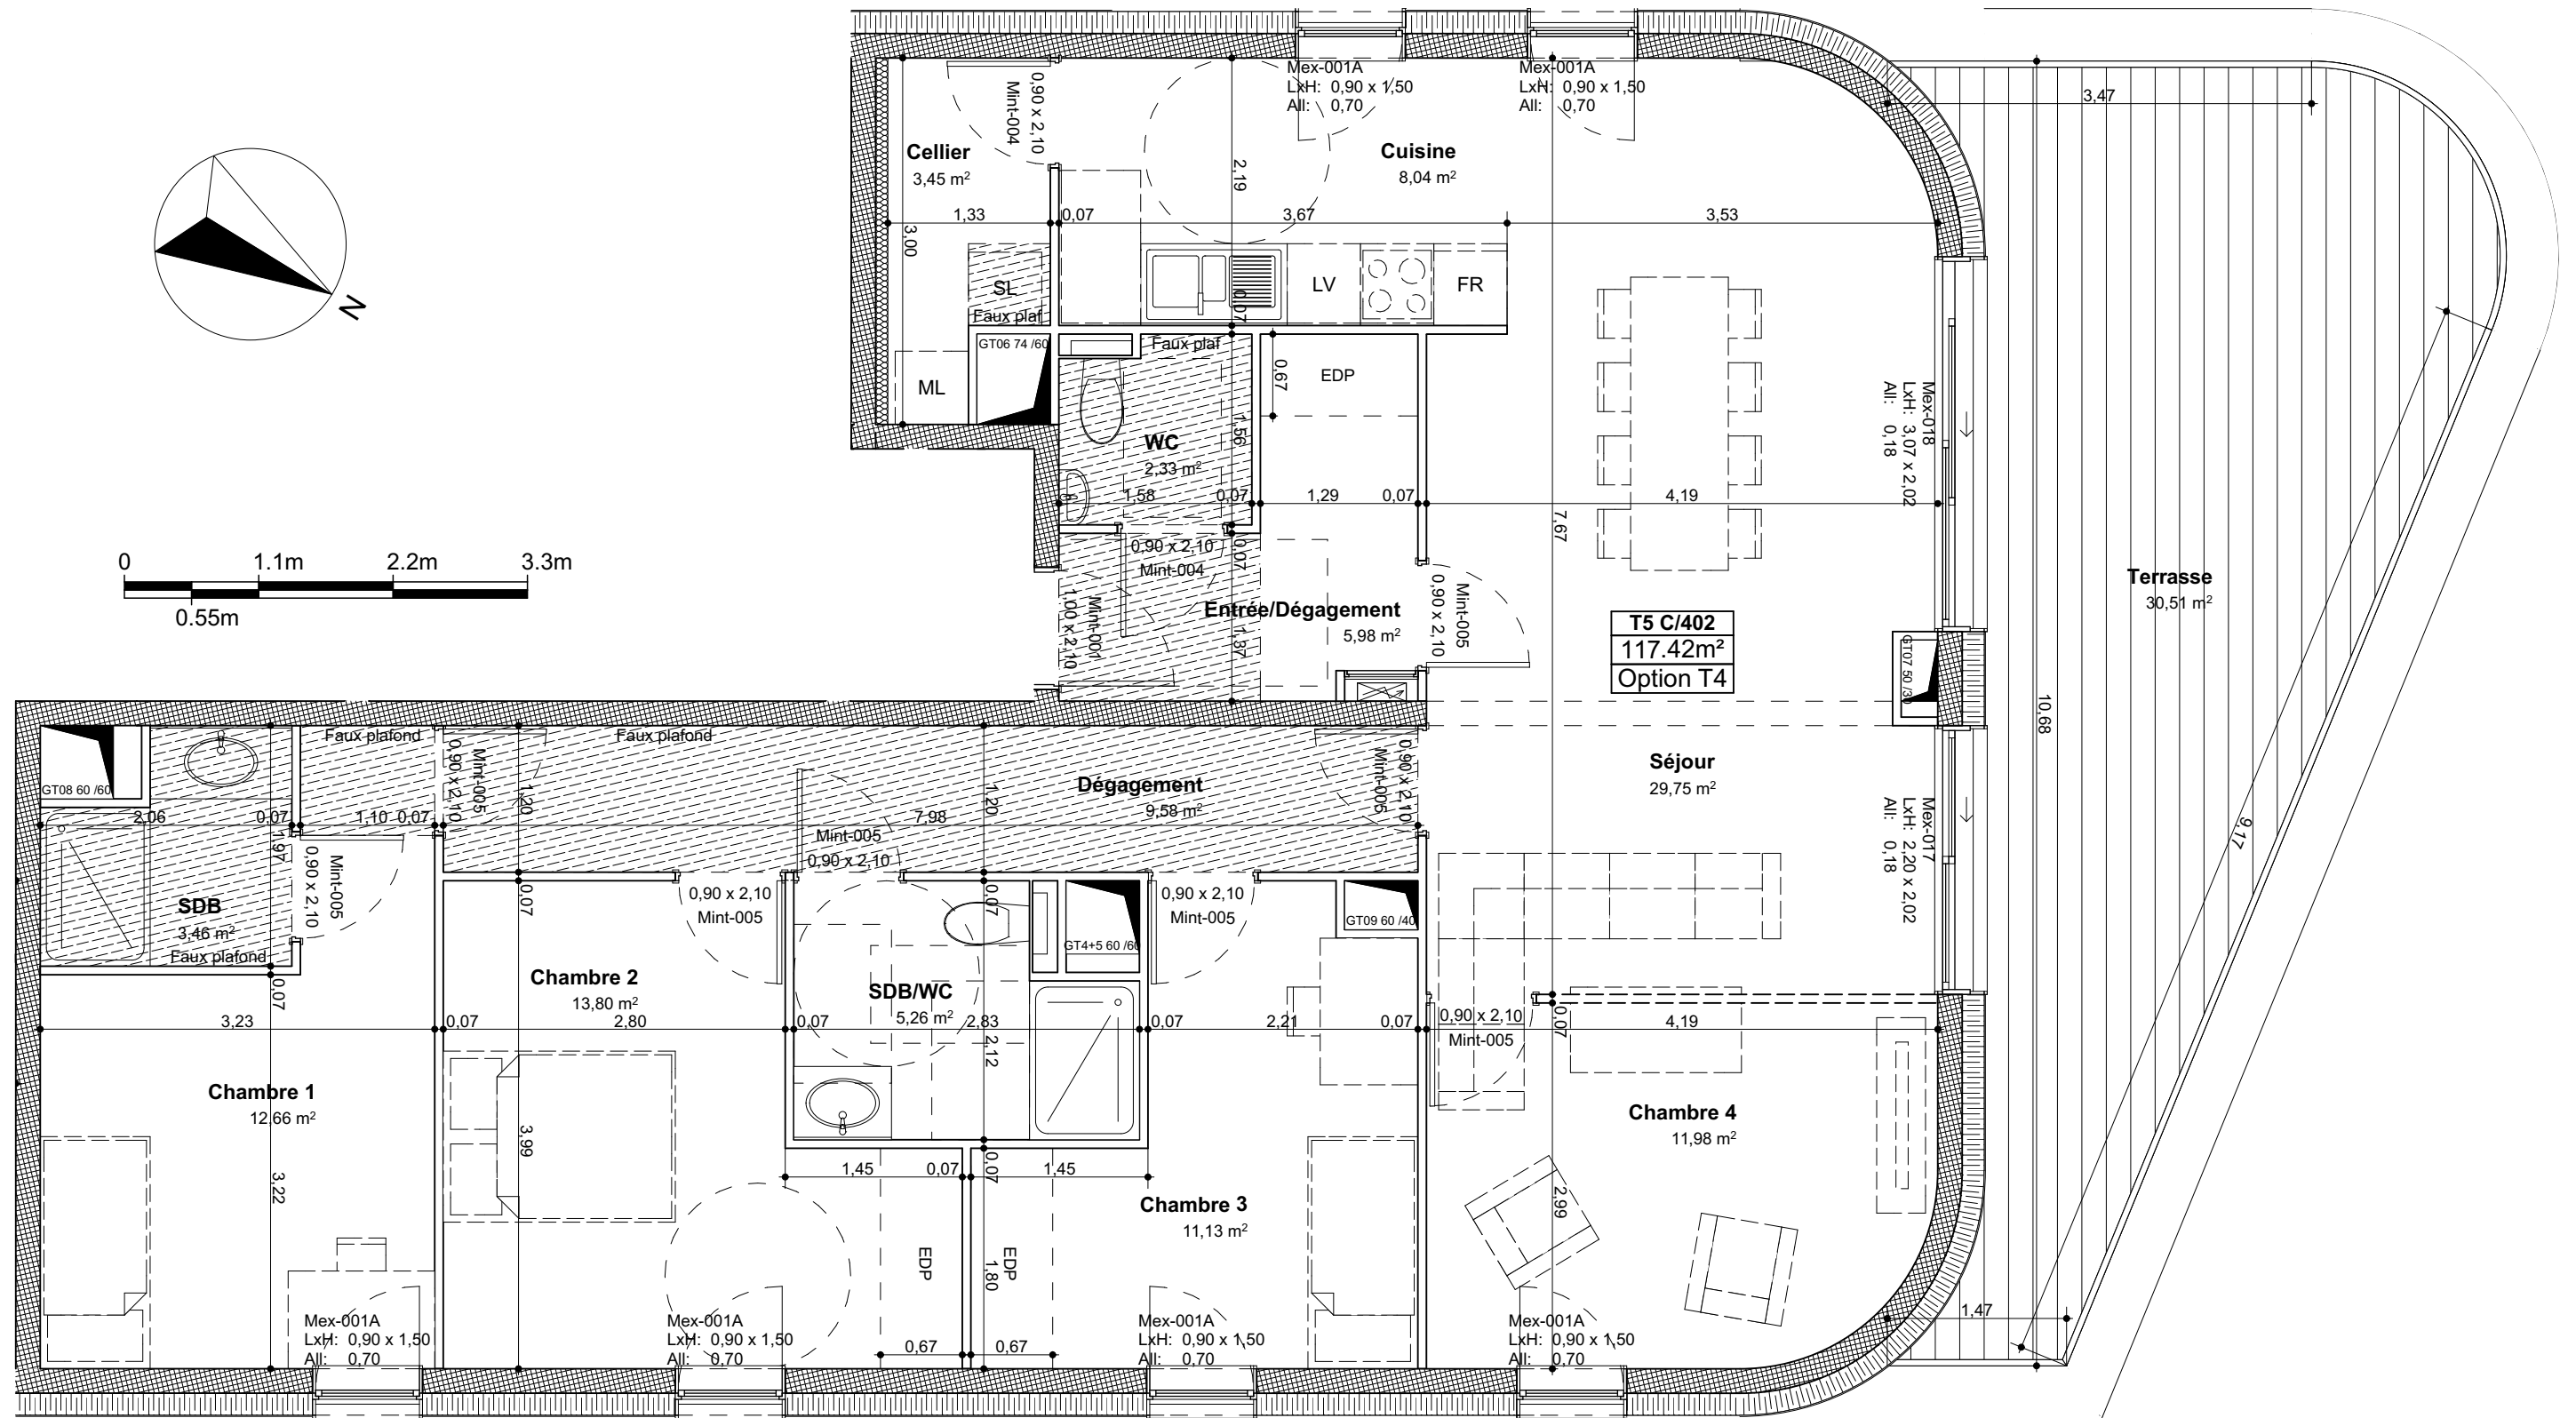 Mex-001A
LxH: 0,90 x 1,50
All: 0,70
Mex-001A
LxH: 0,90 x 1,50
All: 0,70
3,47
0,90 x 2,10
Mint-004
Cellier
3,45 m²
Cuisine
8,04 m²
2,19
1,33
0,07
3,67
3,53
3,00
N
SL
Faux plaf
0,07
LV
FR
GT06 74 /60
Faux plaf
ML
0,67
EDP
1,56
WC
2,33 m²
Mex-018
LxH: 3,07 x 2,02
All: 0,18
1,58
0,07
1,29
0,07
4,19
7,67
0,90 x 2,10
Mint-004
0,07
0
1.1m
2.2m
3.3m
0.55m
1,00 x 2,10
Mint-001
Entrée/Dégagement
5,98 m²
1,37
0,90 x 2,10
Mint-005
T5 C/402
117.42m²
Option T4
Terrasse
30,51 m²
GT07 50 /30
10,68
Faux plafond
Faux plafond
0,90 x 2,10
Mint-005
1,20
Dégagement
9,58 m²
1,20
0,90 x 2,10
Mint-005
Séjour
29,75 m²
GT08 60 /60
2,06
0,07
1,10
0,07
7,98
Mex-017
LxH: 2,20 x 2,02
All: 0,18
9,17
1,97
Mint-005
0,90 x 2,10
0,90 x 2,10
Mint-005
SDB
3,46 m²
Faux plafond
0,07
0,07
0,90 x 2,10
Mint-005
0,07
GT4+5 60 /60
0,90 x 2,10
Mint-005
GT09 60 /40
Chambre 2
13,80 m²
SDB/WC
5,26 m²
3,23
0,07
2,80
0,07
2,83
0,07
2,21
0,07
0,90 x 2,10
Mint-005
0,07
4,19
2,12
Chambre 1
12,66 m²
3,99
Chambre 4
11,98 m²
3,22
1,45
0,07
0,07
1,45
Chambre 3
11,13 m²
2,99
EDP
EDP
1,80
Mex-001A
LxH: 0,90 x 1,50
All: 0,70
Mex-001A
LxH: 0,90 x 1,50
All: 0,70
0,67
0,67
Mex-001A
LxH: 0,90 x 1,50
All: 0,70
Mex-001A
LxH: 0,90 x 1,50
All: 0,70
1,47